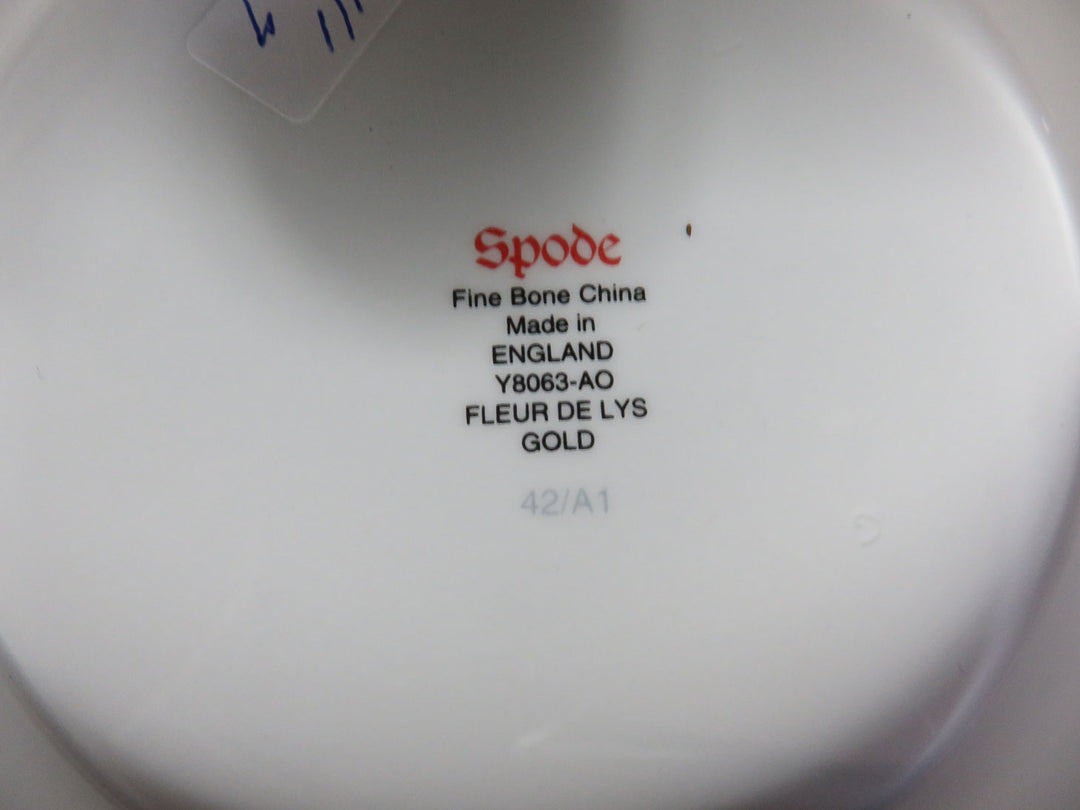 Spode
Fine Bone China
Made in
ENGLAND
Y8063-AO
FLEUR DE LYS
GOLD
42/A1